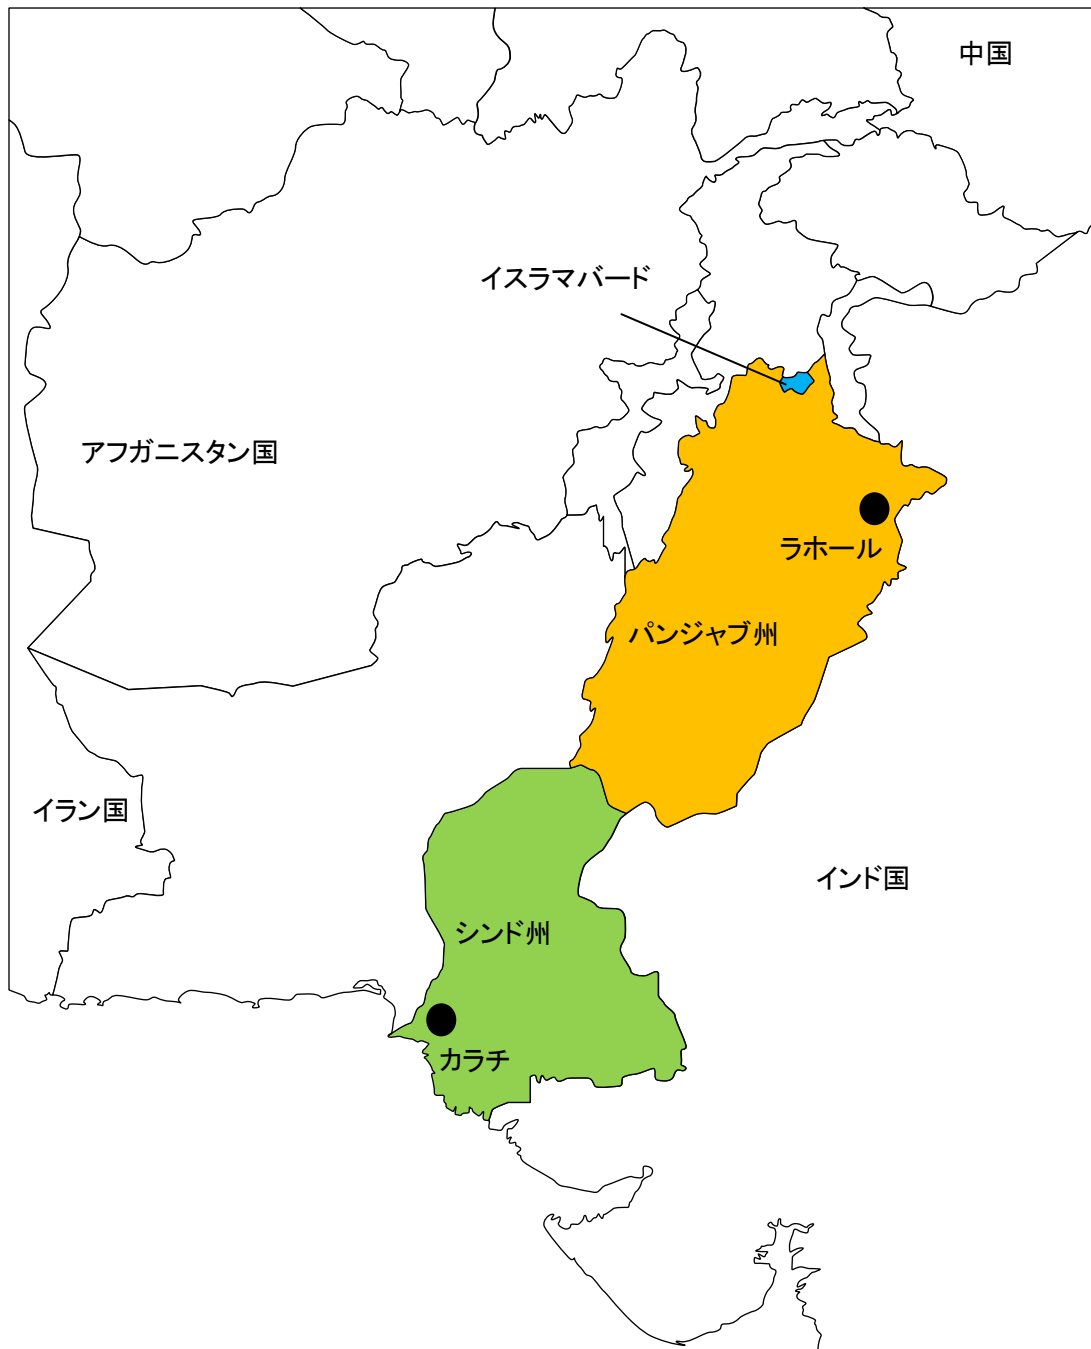 中国
イスラマバード
アフガニスタン国
ラホール
パンジャブ州
イラン国
インド国
シンド州
カラチ